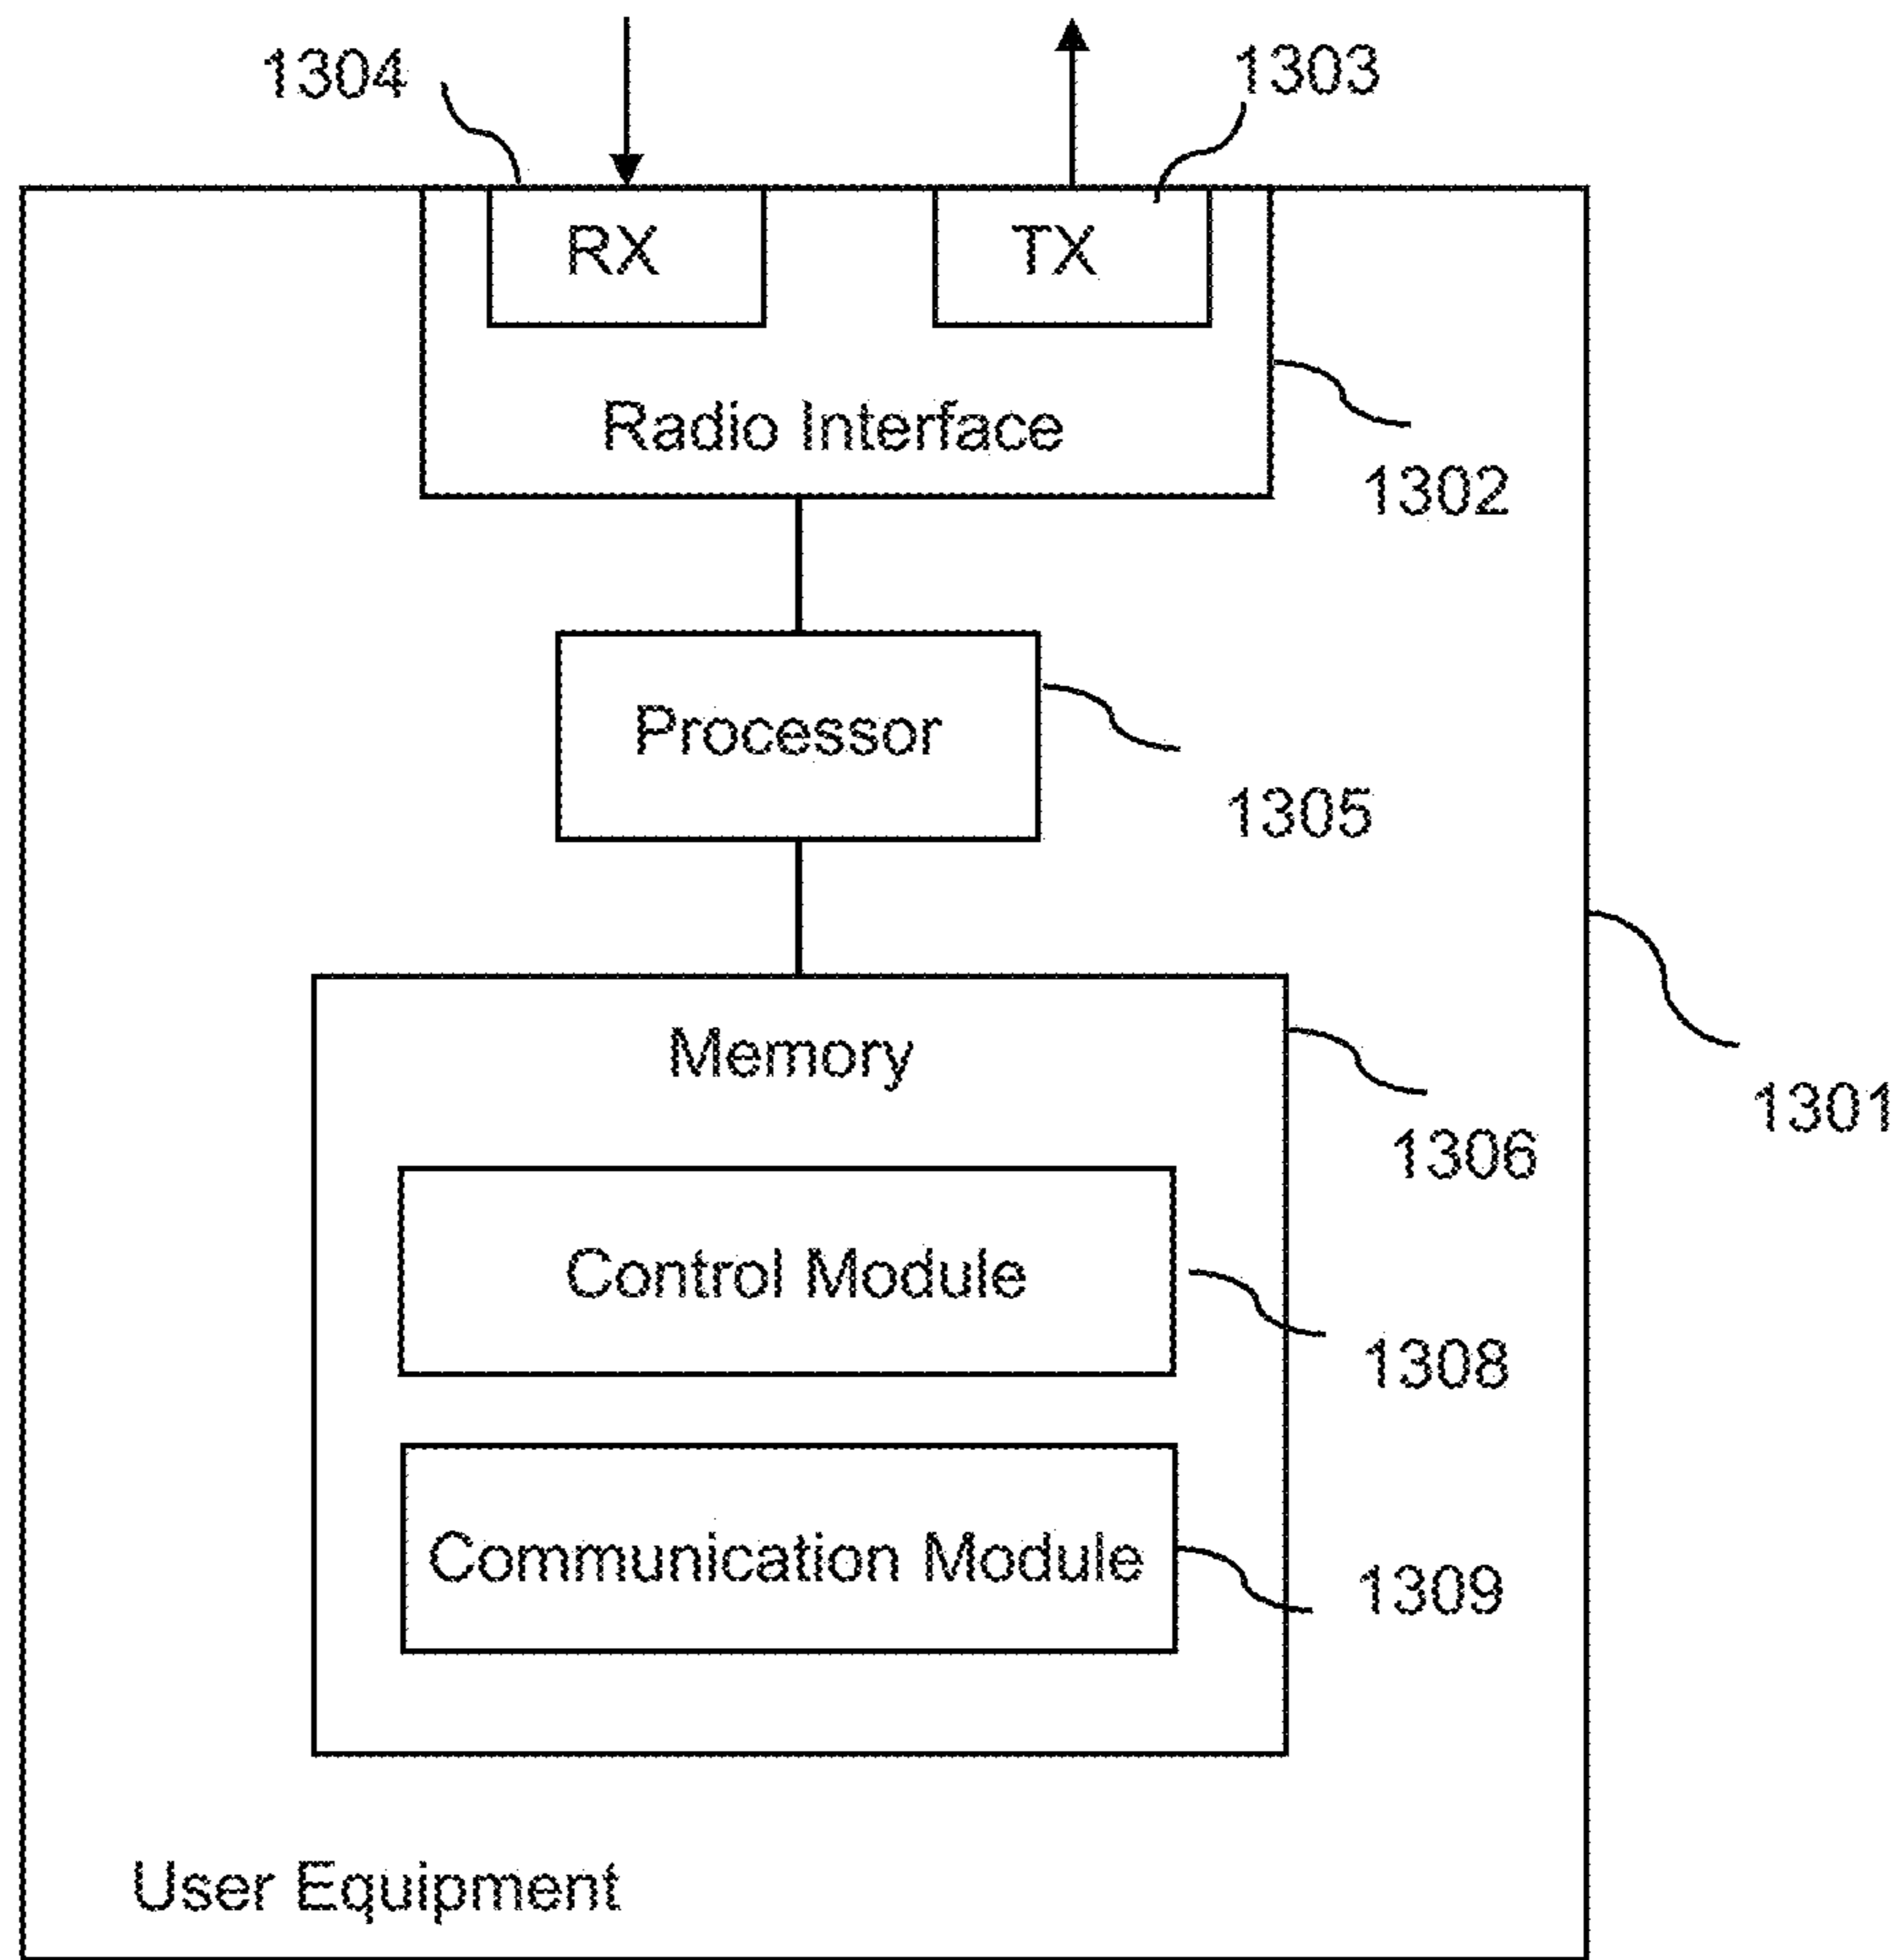 1304
1303
RX
TX
Radio Interface
1302
Processor
1305
Memory
1301
1306
Control Module
1308
Communication Module
1309
User Equipment